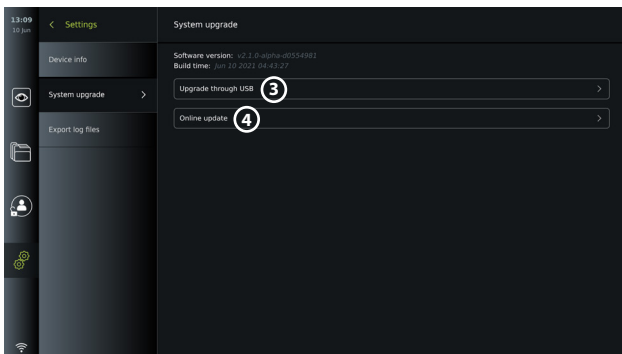 13:09
10 Jun
Settings
Device info
System upgrade
Export log files
System upgrade
Software version: v2.1.0-alpha-d0554981
Build time: Jun 10 2021 04:43:27
Upgrade through USB 3
Online update 4